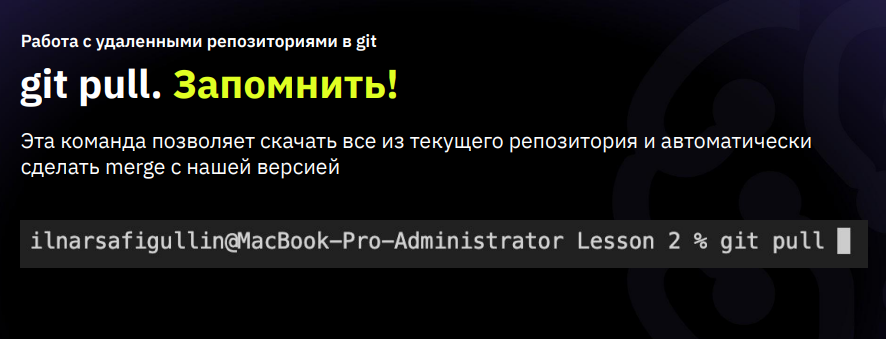 Работа с удаленными репозиториями в git
git pull. Запомнить!
Эта команда позволяет скачать все из текущего репозитория и автоматически
сделать merge с нашей версией
ilnarsafigullin@MacBook-Pro-Administrator Lesson 2 % git pull